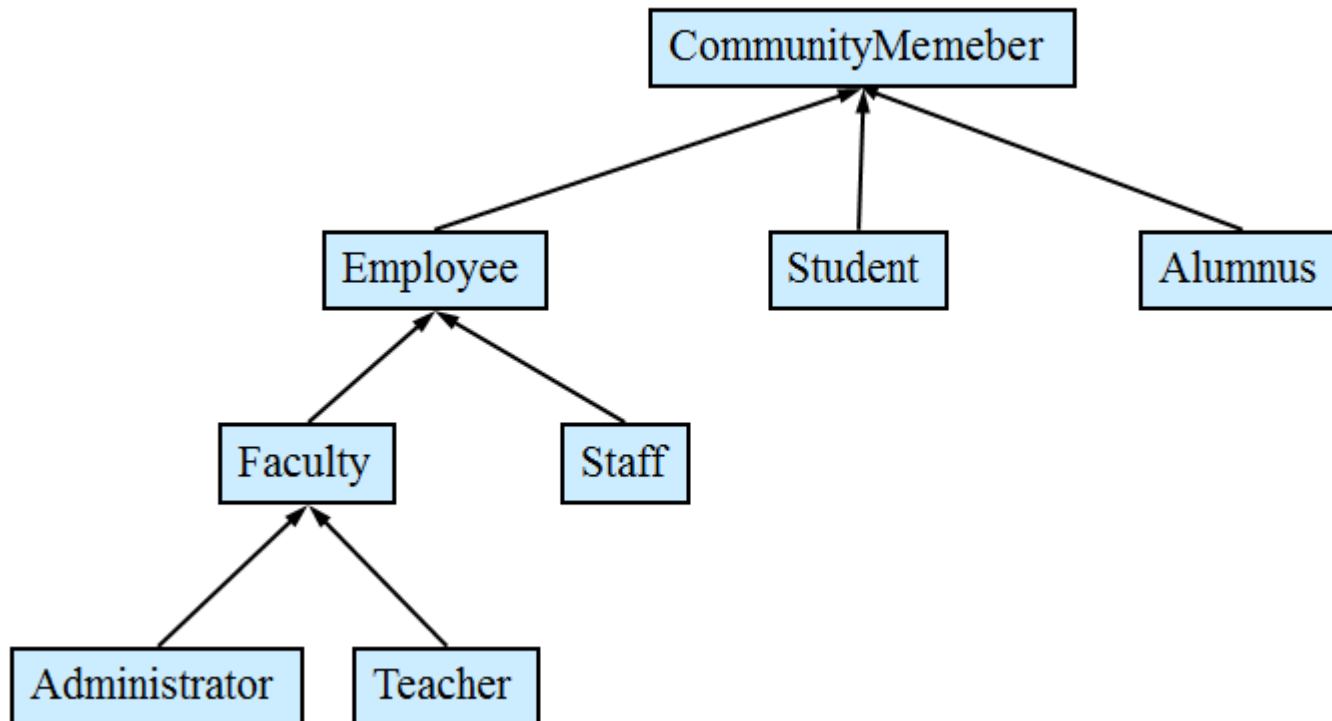 CommunityMemeber
Employee
Student
Alumnus
Faculty
Staff
Administrator
Teacher